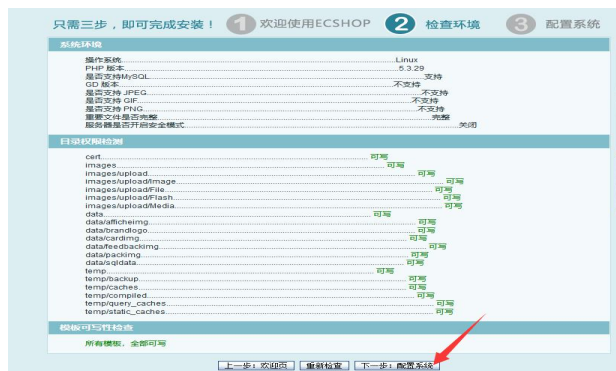 只需三步，即可完成安装！ 1 欢迎使用ECSHOP 2 检查环境 3 配置系统
系统环境
操作系统........Linux
PHP 版本........5.3.29
是否支持MySQL........支持
GD 版本........不支持
是否支持 JPEG........不支持
是否支持 GIF........不支持
是否支持 PNG........不支持
重要文件是否完整........完整
服务器是否开启安全模式........关闭
目录权限检测
cert........可写
images........可写
images/upload........可写
images/upload/Image........可写
images/upload/File........可写
images/upload/Flash........可写
images/upload/Media........可写
data........可写
data/afficheimg........可写
data/brandlogo........可写
data/cardimg........可写
data/feedbackimg........可写
data/packimg........可写
data/sqldata........可写
temp........可写
temp/backup........可写
temp/caches........可写
temp/compiled........可写
temp/query_caches........可写
temp/static_caches........可写
模板可写性检查
所有模板，全部可写
上一步：欢迎页 重新检查 下一步：配置系统